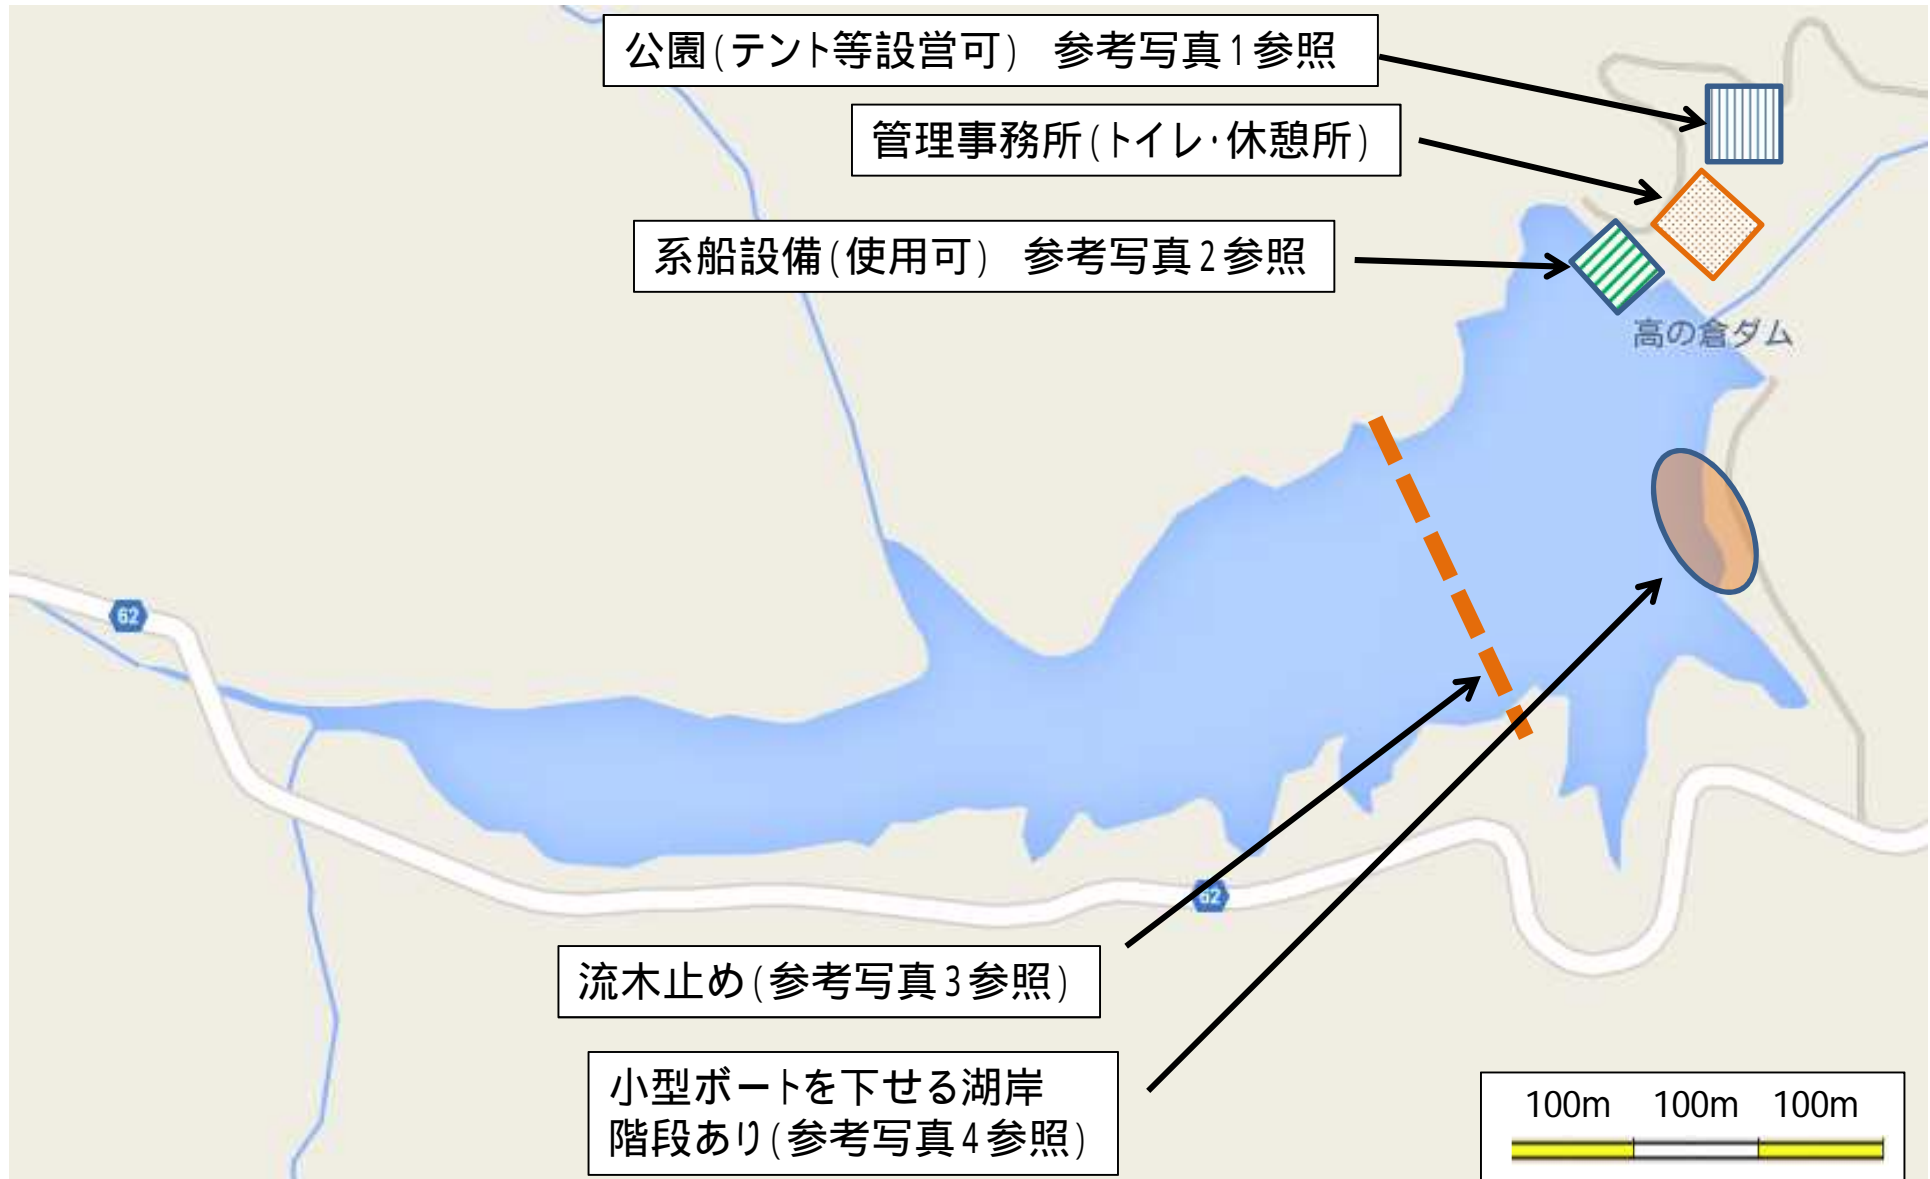 公園(テント等設営可)　参考写真1参照
管理事務所(トイレ・休憩所)
系船設備(使用可)　参考写真2参照
高の倉ダム
62
62
流木止め(参考写真3参照)
小型ボートを下せる湖岸
階段あり(参考写真4参照)
100m 100m 100m